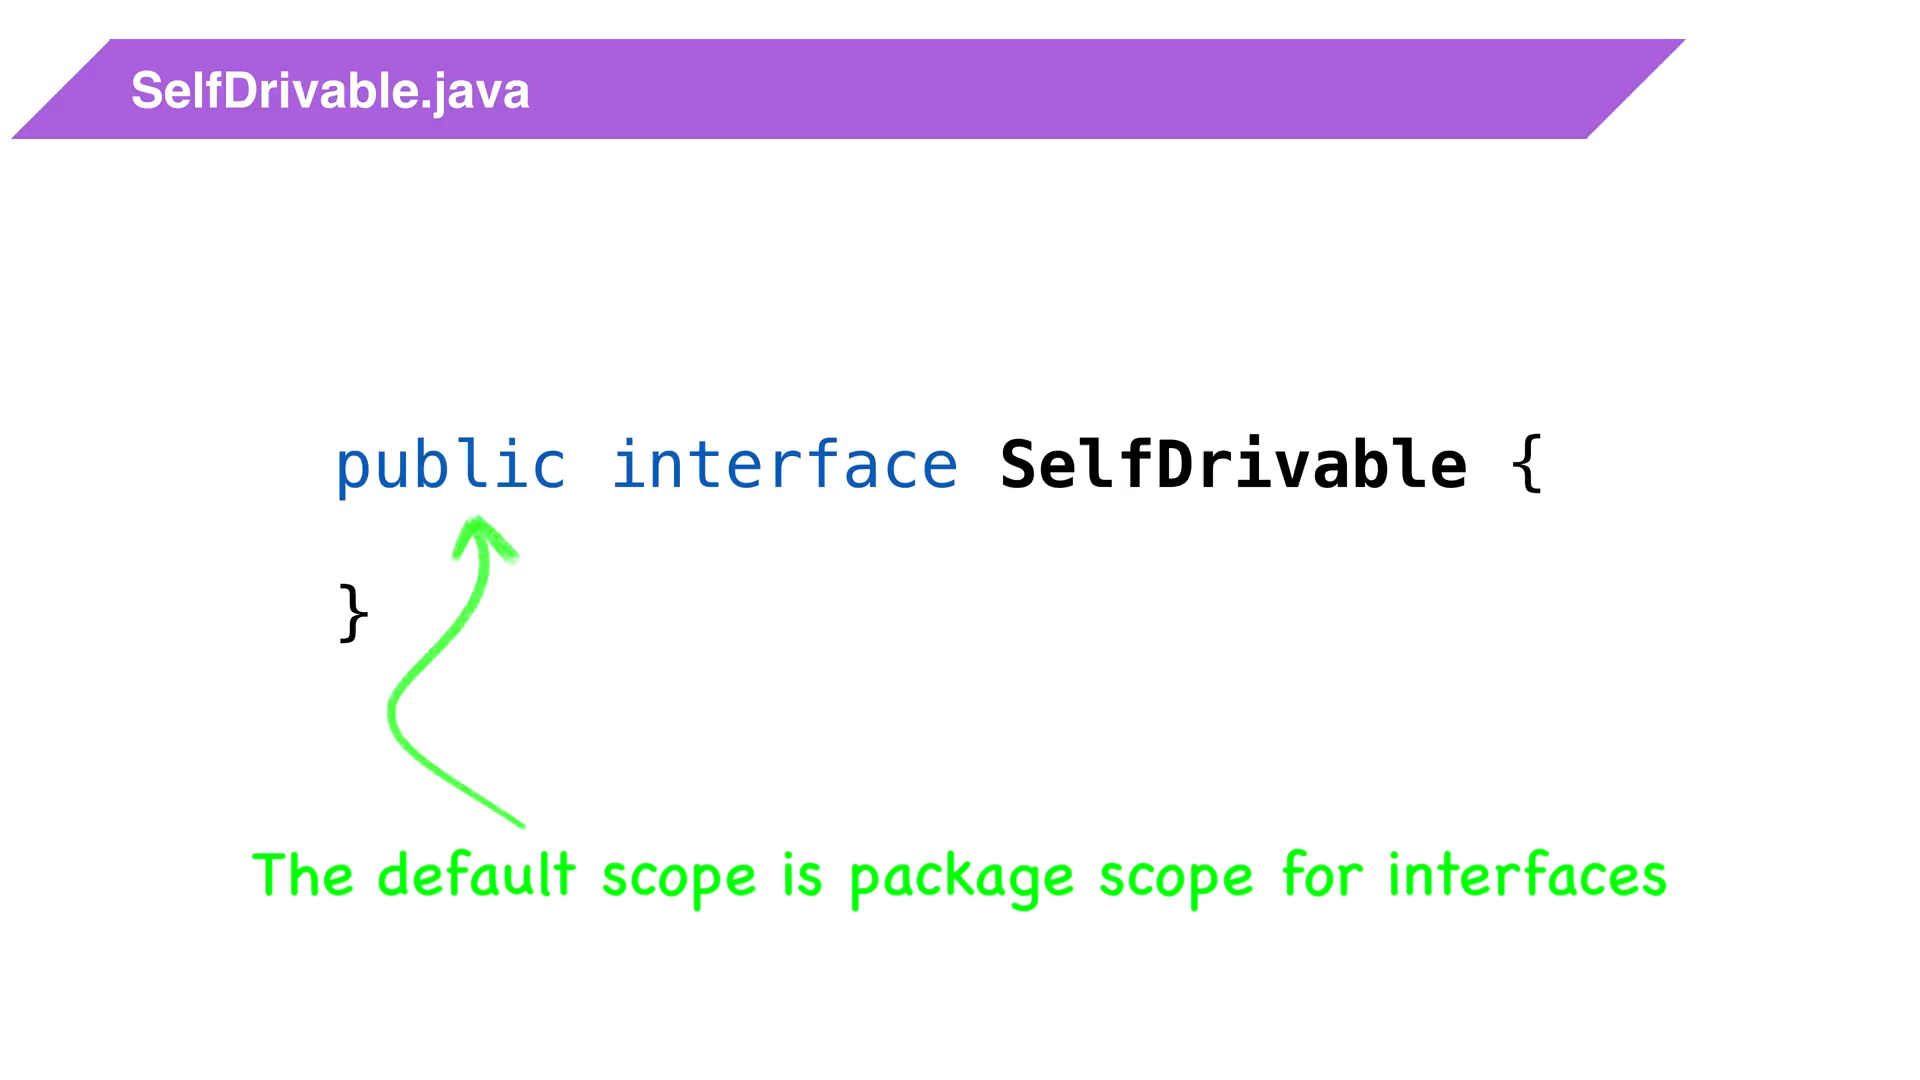 SelfDrivable.java
public interface SelfDrivable {
}
The default scope is package scope for interfaces